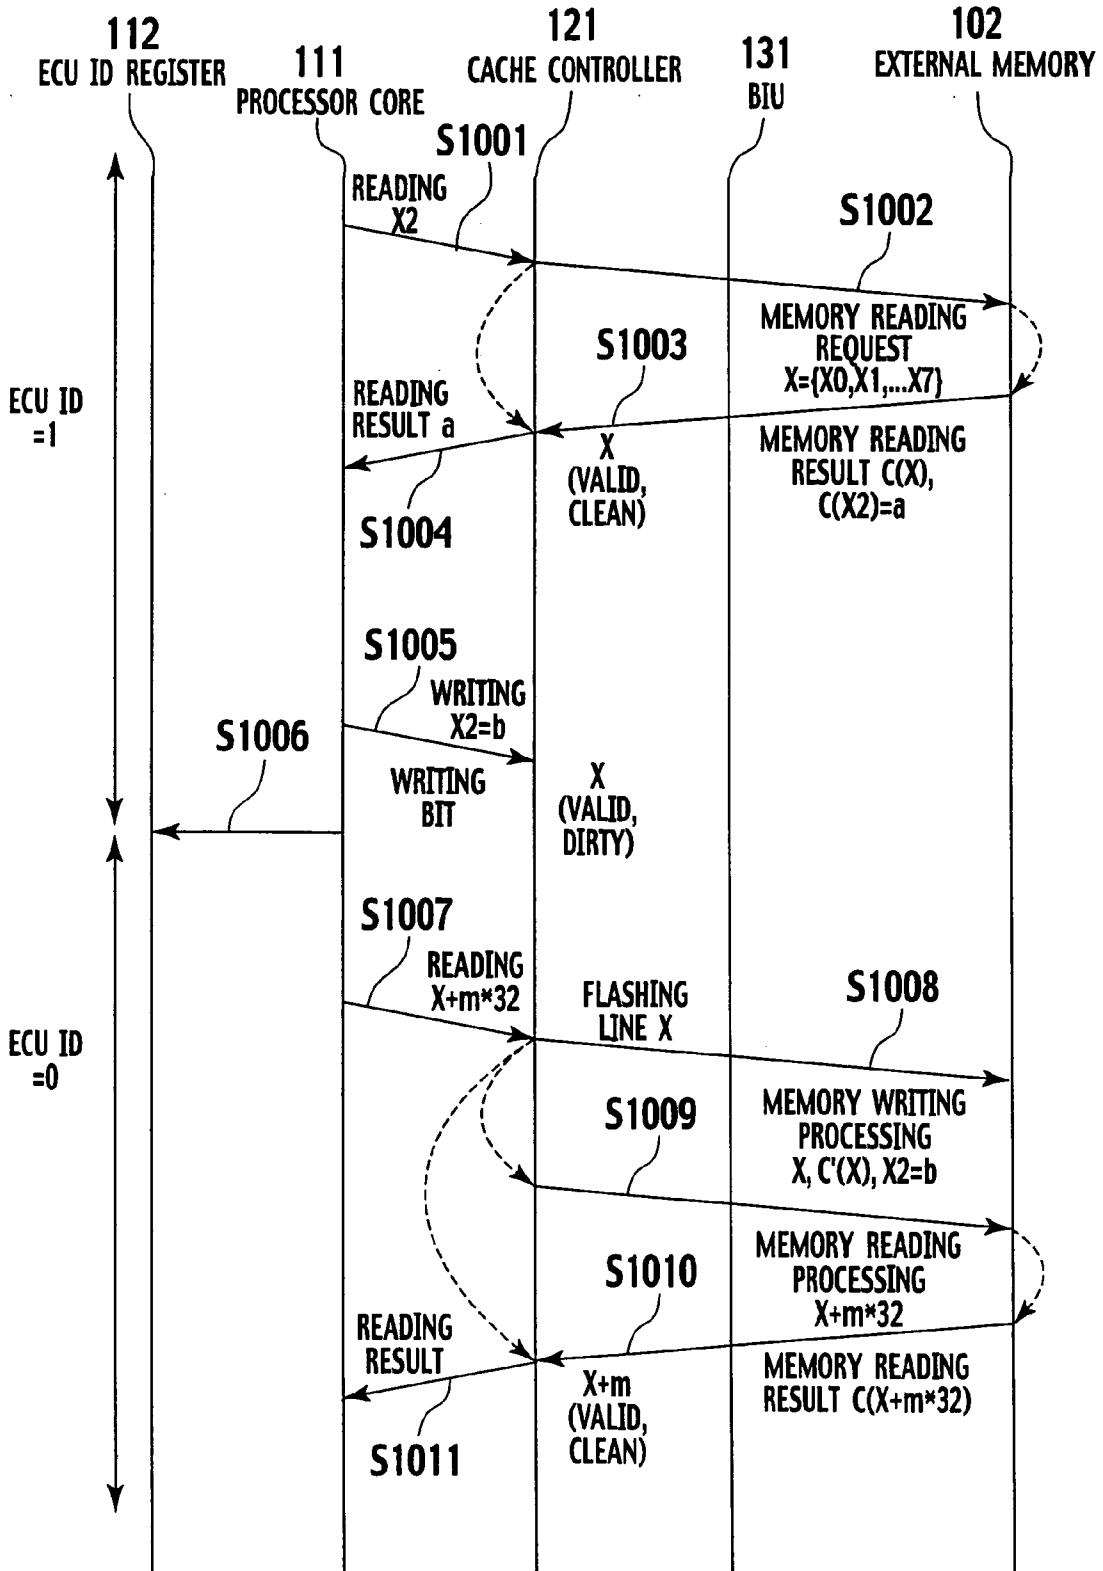 112
ECU ID REGISTER
111
PROCESSOR CORE
121
CACHE CONTROLLER
131
BIU
102
EXTERNAL MEMORY
S1001
READING
X2
S1002
MEMORY READING
REQUEST
X={X0,X1,...X7}
S1003
ECU ID
=1
READING
RESULT a
X
(VALID,
CLEAN)
MEMORY READING
RESULT C(X),
C(X2)=a
S1004
S1005
WRITING
X2=b
S1006
WRITING
BIT
X
(VALID,
DIRTY)
S1007
READING
X+m*32
FLASHING
LINE X
S1008
ECU ID
=0
MEMORY WRITING
PROCESSING
X, C'(X), X2=b
S1009
MEMORY READING
PROCESSING
X+m*32
S1010
READING
RESULT
X+m
(VALID,
CLEAN)
MEMORY READING
RESULT C(X+m*32)
S1011